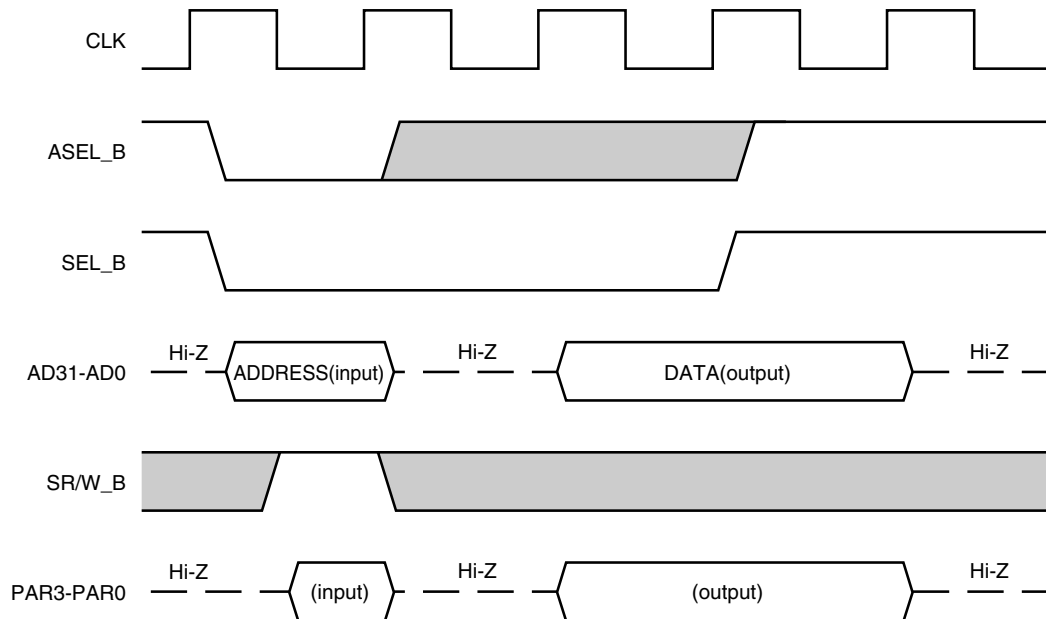 CLK
ASEL_B
SEL_B
AD31-AD0
Hi-Z
ADDRESS(input)
Hi-Z
DATA(output)
Hi-Z
SR/W_B
PAR3-PAR0
Hi-Z
(input)
Hi-Z
(output)
Hi-Z